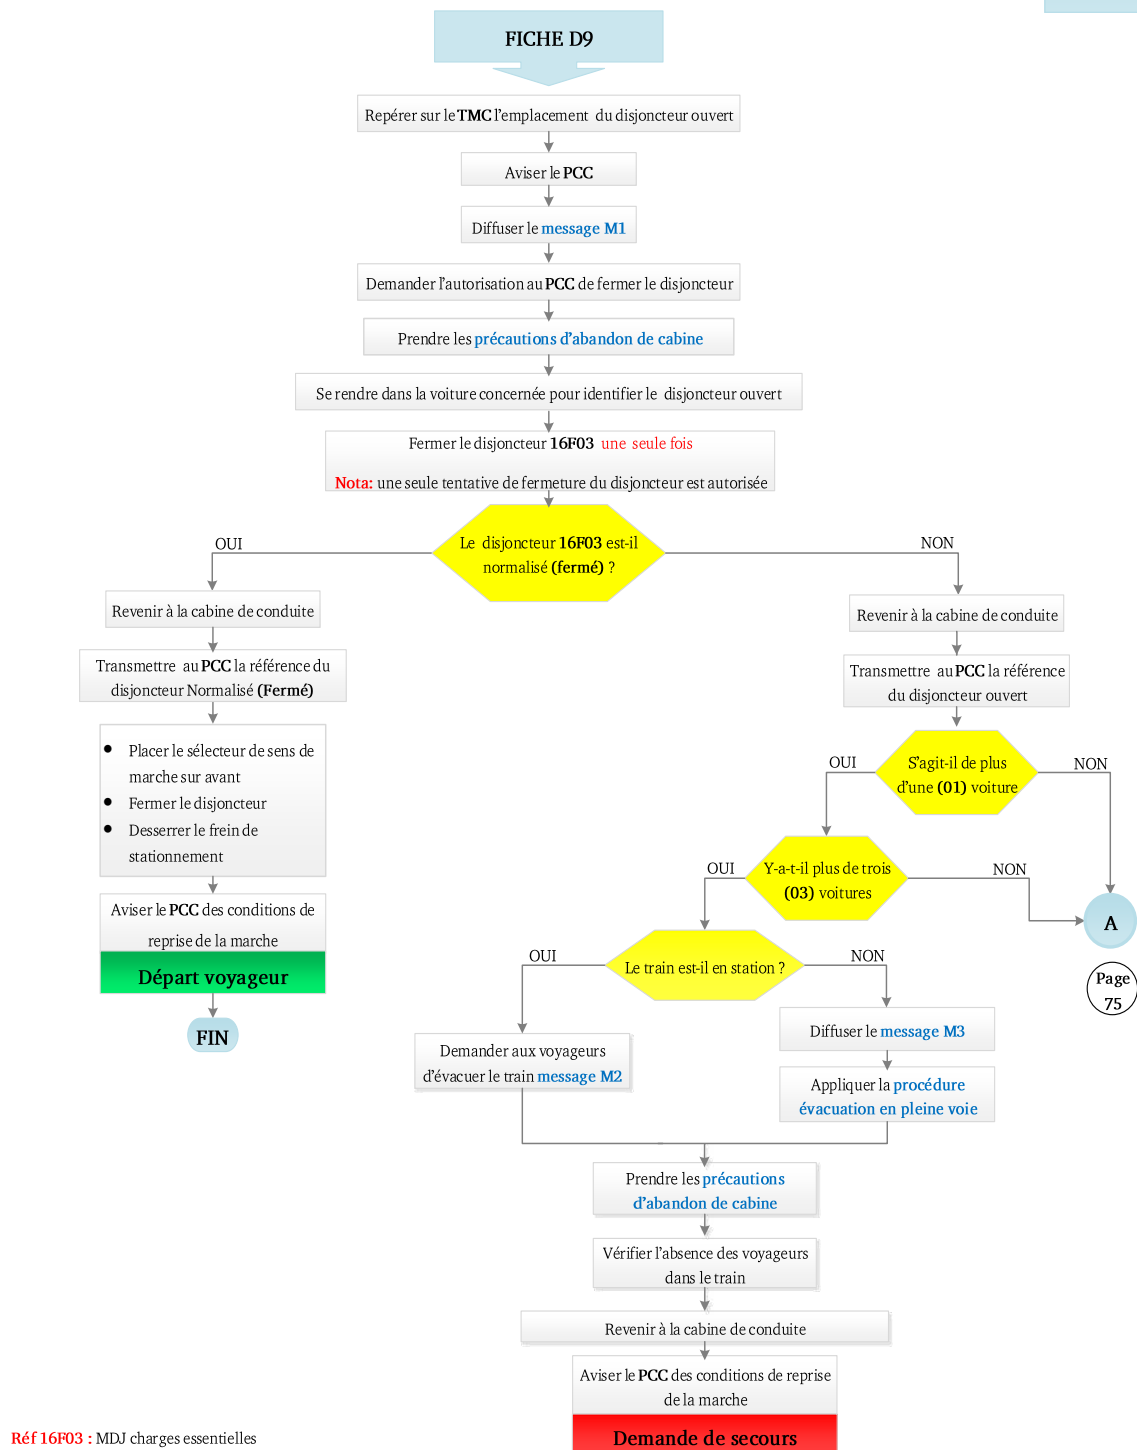 FICHE D9
Repérer sur le TMC l'emplacement du disjoncteur ouvert
Aviser le PCC
Diffuser le message M1
Demander l'autorisation au PCC de fermer le disjoncteur
Prendre les précautions d'abandon de cabine
Se rendre dans la voiture concernée pour identifier le disjoncteur ouvert
Fermer le disjoncteur 16F03 une seule fois
Nota: une seule tentative de fermeture du disjoncteur est autorisée
Le disjoncteur 16F03 est-il
normalisé (fermé) ?
OUI
NON
Revenir à la cabine de conduite
Transmettre au PCC la référence du
disjoncteur Normalisé (Fermé)
• Placer le sélecteur de sens de
marche sur avant
• Fermer le disjoncteur
• Desserrer le frein de
stationnement
Aviser le PCC des conditions de
reprise de la marche
Départ voyageur
FIN
Revenir à la cabine de conduite
Transmettre au PCC la référence
du disjoncteur ouvert
S'agit-il de plus
d'une (01) voiture
OUI
NON
Y-a-t-il plus de trois
(03) voitures
OUI
NON
A
Page
75
Le train est-il en station ?
OUI
NON
Demander aux voyageurs
d'évacuer le train message M2
Diffuser le message M3
Appliquer la procédure
évacuation en pleine voie
Prendre les précautions
d'abandon de cabine
Vérifier l'absence des voyageurs
dans le train
Revenir à la cabine de conduite
Aviser le PCC des conditions de reprise
de la marche
Demande de secours
Réf 16F03 : MDJ charges essentielles